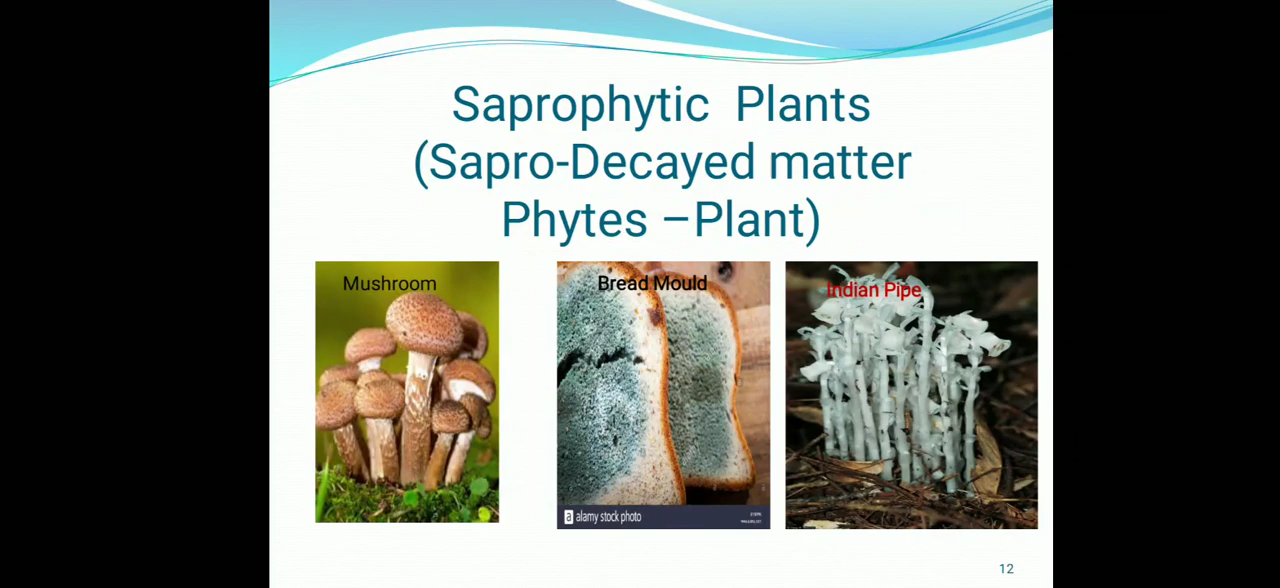 Saprophytic Plants
(Sapro-Decayed matter
Phytes –Plant)
Mushroom
Bread Mould
Indian Pipe
a alamy stock photo
12